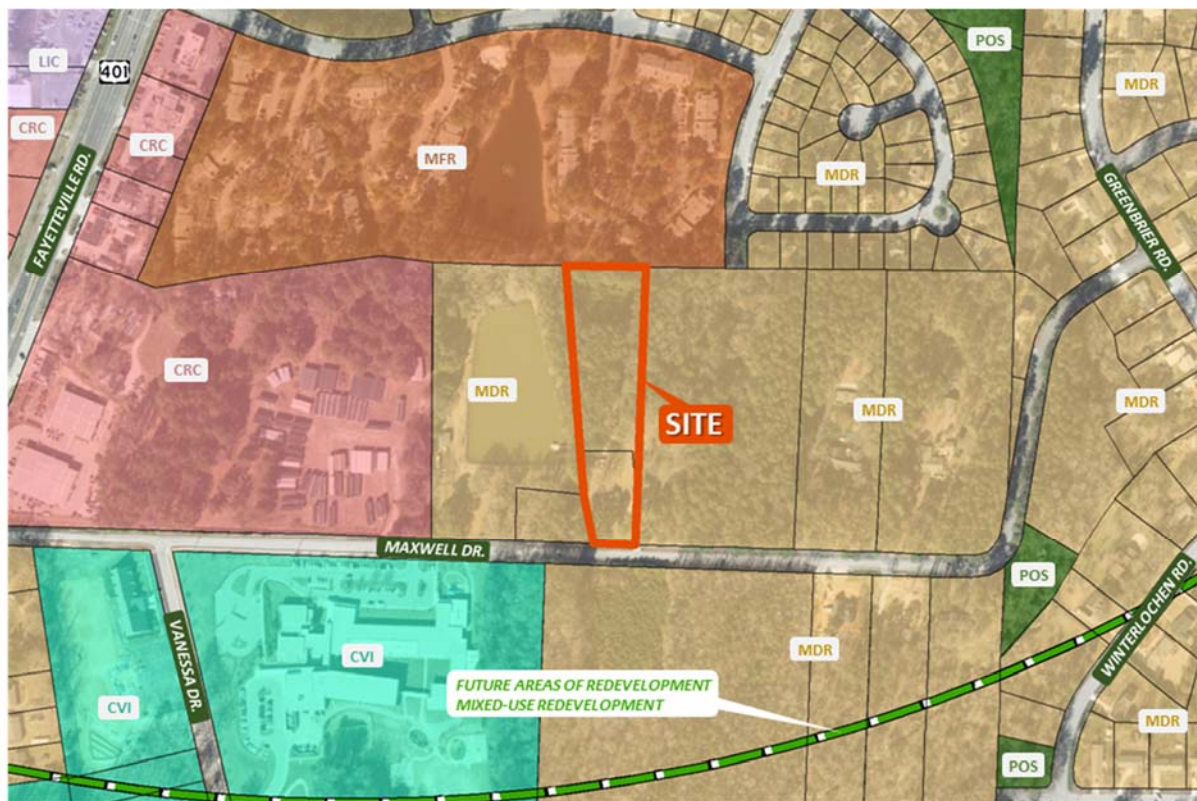 LIC
401
POS
MDR
CRC
CRC
MFR
MDR
FAYETTEVILLE RD.
GREENBRIER RD.
CRC
MDR
SITE
MDR
MDR
MAXWELL DR.
POS
WINTERLOCHEN RD.
VANESSA DR.
CVI
CVI
MDR
FUTURE AREAS OF REDEVELOPMENT
MIXED-USE REDEVELOPMENT
MDR
POS